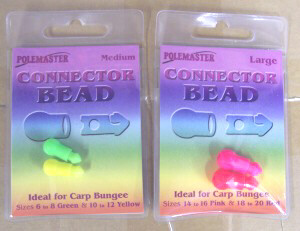 POLEMASTER
Medium
CONNECTOR
BEAD
Ideal for Carp Bungee
Sizes 6 to 8 Green & 10 to 12 Yellow
POLEMASTER
Large
CONNECTOR
BEAD
Ideal for Carp Bungee
Sizes 14 to 16 Pink & 18 to 20 Red